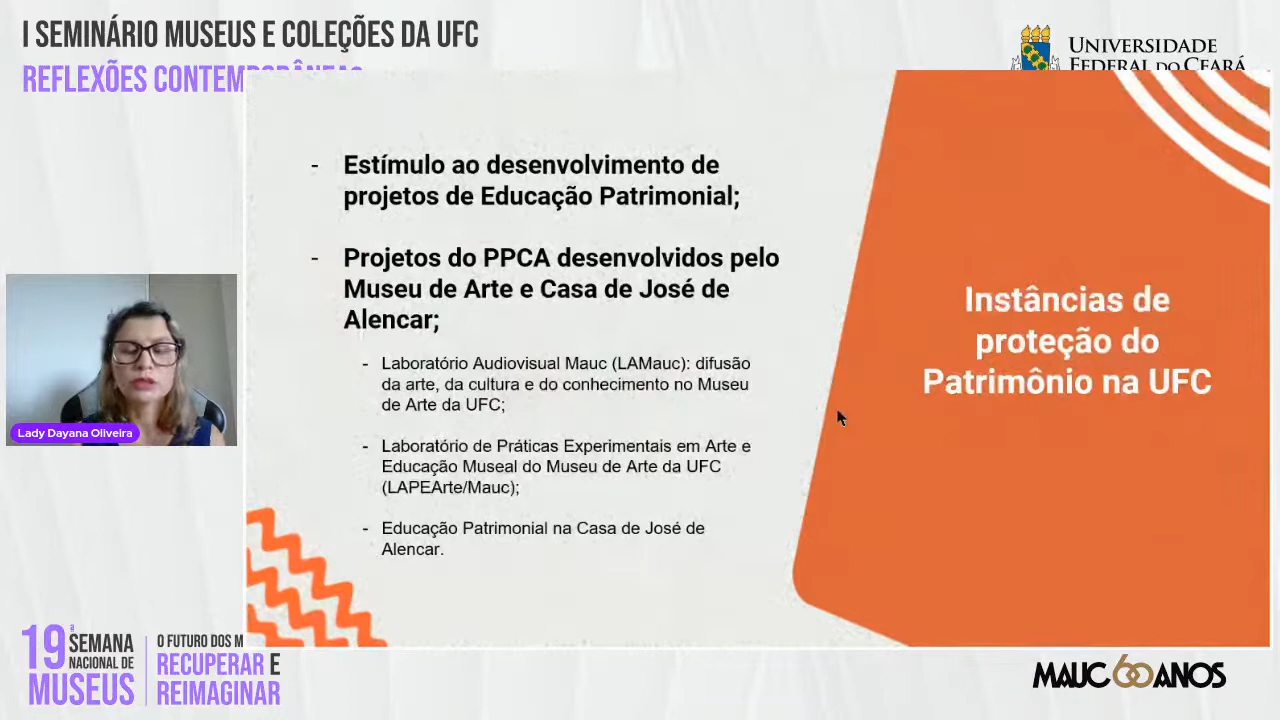 I SEMINÁRIO MUSEUS E COLEÇÕES DA UFC
REFLEXÕES CONTEMPORÂNEAS
UNIVERSIDADE
FEDERAL DO CEARÁ
- Estímulo ao desenvolvimento de
projetos de Educação Patrimonial;
- Projetos do PPCA desenvolvidos pelo
Museu de Arte e Casa de José de
Alencar;
- Laboratório Audiovisual Mauc (LAMauc): difusão
da arte, da cultura e do conhecimento no Museu
de Arte da UFC;
- Laboratório de Práticas Experimentais em Arte e
Educação Museal do Museu de Arte da UFC
(LAPEArte/Mauc);
- Educação Patrimonial na Casa de José de
Alencar.
Instâncias de
proteção do
Patrimônio na UFC
Lady Dayana Oliveira
19ª SEMANA
NACIONAL DE
MUSEUS
O FUTURO DOS M
RECUPERAR E
REIMAGINAR
MAUC 60 ANOS